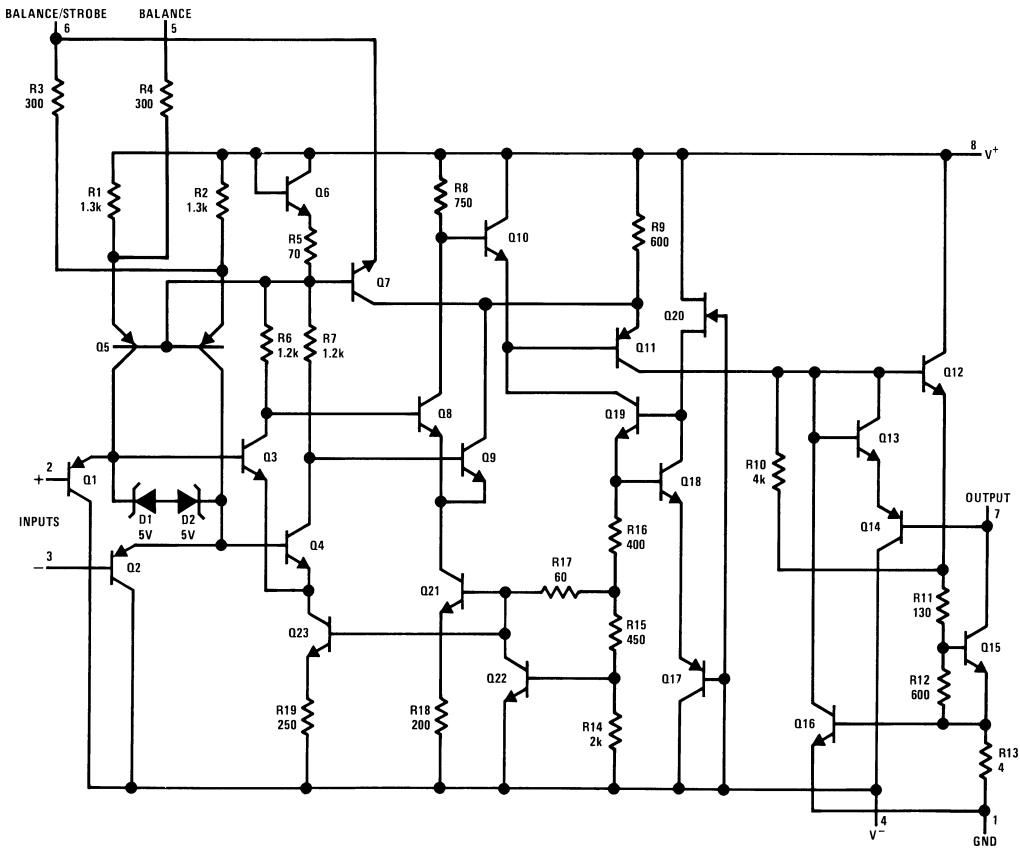 BALANCE/STROBE
6
BALANCE
5
R3
300
R4
300
8
V+
R1
1.3k
R2
1.3k
Q6
R5
70
R8
750
Q10
R9
600
Q7
Q20
Q5
R6
1.2k
R7
1.2k
Q11
Q12
Q8
Q19
Q13
Q3
Q9
2
+
Q1
R10
4k
Q18
INPUTS
D1
5V
D2
5V
OUTPUT
7
Q14
R16
400
3
−
Q2
Q4
R17
60
Q21
R11
130
Q23
R15
450
Q15
Q22
Q17
R12
600
R19
250
R18
200
R14
2k
Q16
R13
4
4
V−
1
GND